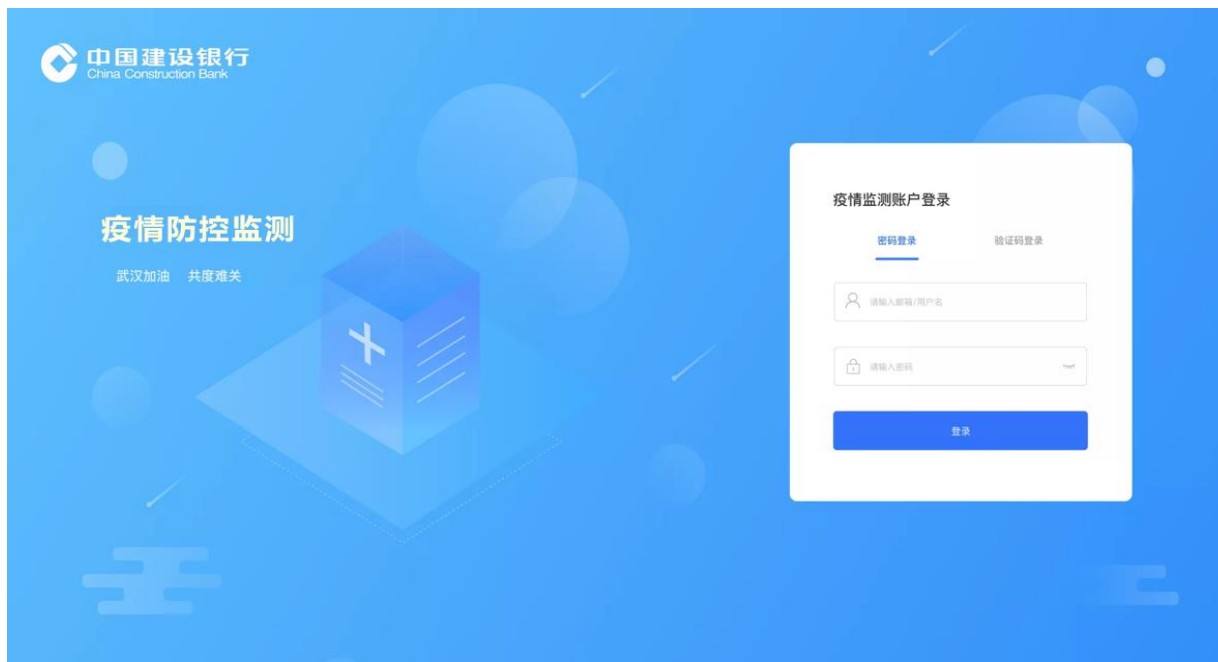 中国建设银行
China Construction Bank
疫情防控监测
武汉加油 共度难关
疫情监测账户登录
密码登录 验证码登录
请输入邮箱/用户名
请输入密码
登录